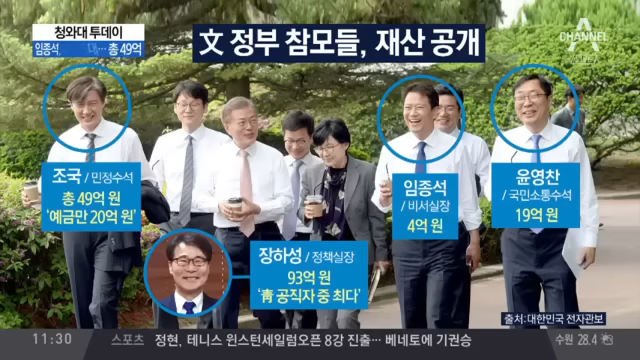 청와대 투데이
임종석, 대… 총 49억
文 정부 참모들, 재산 공개
CHANNEL A
조국 / 민정수석
총 49억 원
‘예금만 20억 원’
임종석
/ 비서실장
4억 원
윤영찬
/ 국민소통수석
19억 원
장하성 / 정책실장
93억 원
‘靑 공직자 중 최다’
출처:대한민국 전자관보
11:30 스포츠 정현, 테니스 윈스턴세일럼오픈 8강 진출… 베네토에 기권승 수원 28.4